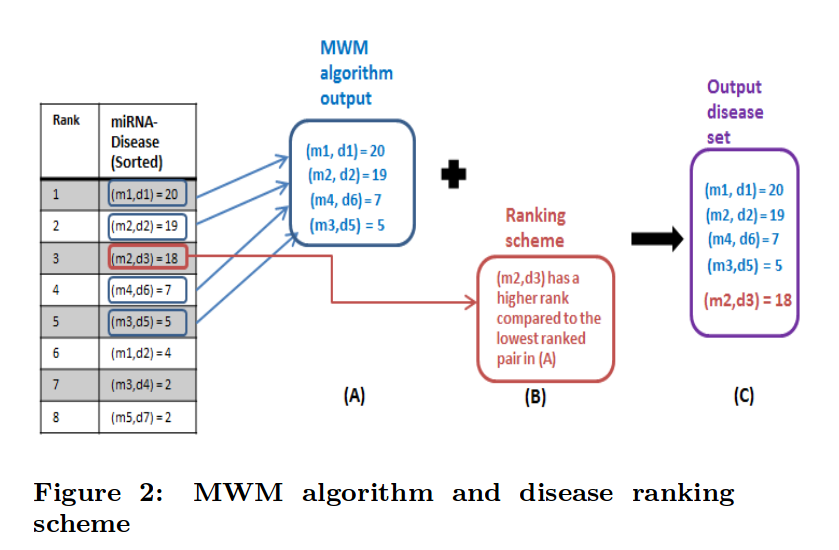 MWM
algorithm
output
Output
disease
set
Rank
miRNA-
Disease
(Sorted)
1 (m1,d1) = 20
2 (m2,d2) = 19
3 (m2,d3) = 18
4 (m4,d6) = 7
5 (m3,d5) = 5
6 (m1,d2) = 4
7 (m3,d4) = 2
8 (m5,d7) = 2
(m1, d1) = 20
(m2, d2) = 19
(m4, d6) = 7
(m3,d5) = 5
(A)
Ranking
scheme
(m2,d3) has a
higher rank
compared to the
lowest ranked
pair in (A)
(B)
(m1, d1) = 20
(m2, d2) = 19
(m4, d6) = 7
(m3,d5) = 5
(m2,d3) = 18
(C)
Figure 2: MWM algorithm and disease ranking
scheme